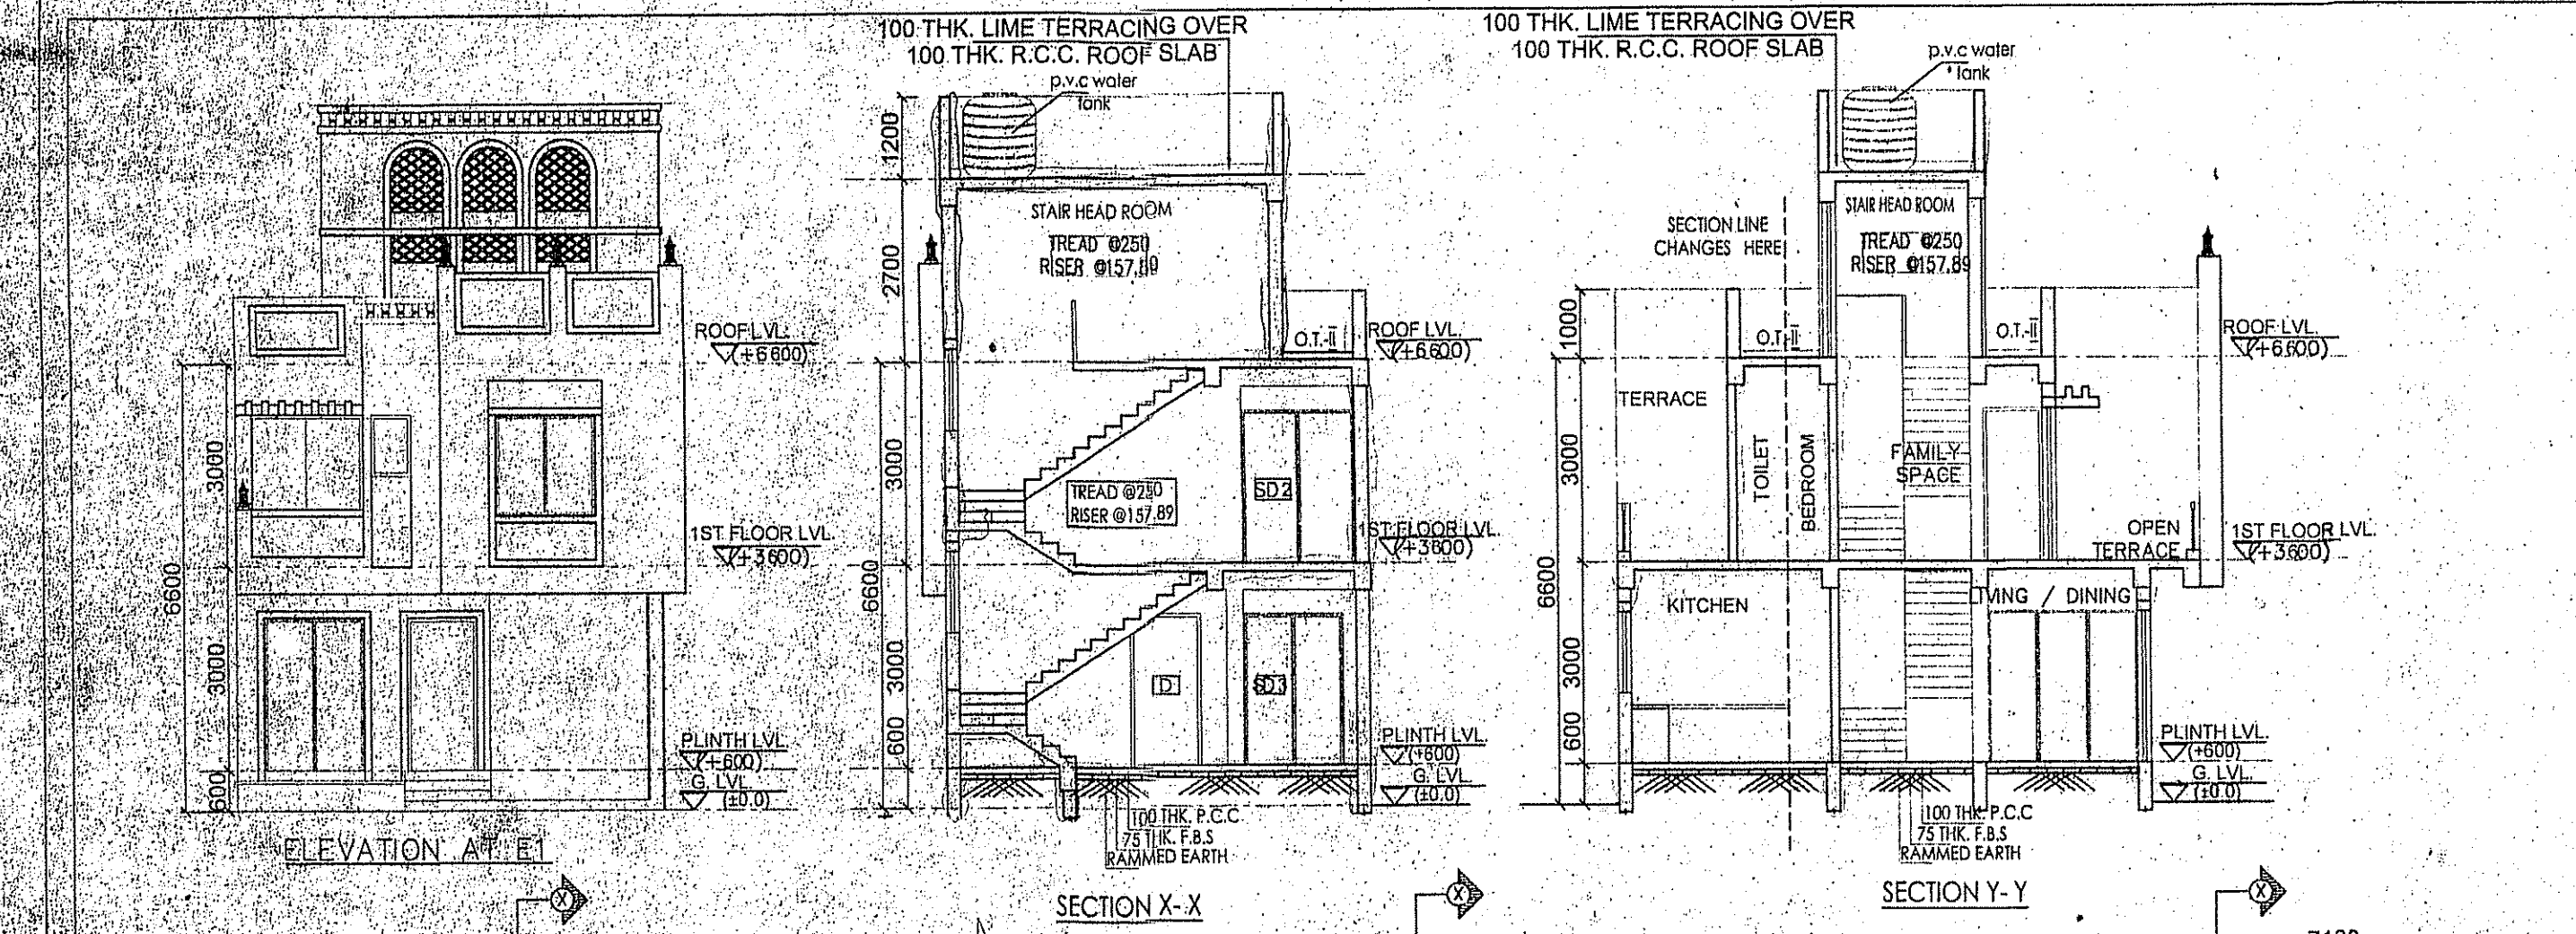 100 THK. LIME TERRACING OVER
100 THK. R.C.C. ROOF SLAB
p.v.c water
tank
100 THK. LIME TERRACING OVER
100 THK. R.C.C. ROOF SLAB
p.v.c water
tank
ROOF LVL.
(+6600)
1ST FLOOR LVL.
(+3600)
PLINTH LVL.
(+600)
G. LVL.
(±0.0)
6600
3000
3000
600
ELEVATION AT E1
X
1200
2700
3000
6600
3000
600
STAIR HEAD ROOM
TREAD @250
RISER @157.89
O.T.-II
ROOF LVL.
(+6600)
TREAD @250
RISER @157.89
SD2
1ST FLOOR LVL.
(+3600)
D
PLINTH LVL.
(+600)
G. LVL.
(±0.0)
100 THK. P.C.C
75 THK. F.B.S
RAMMED EARTH
SECTION X-X
X
SECTION LINE
CHANGES HERE
STAIR HEAD ROOM
TREAD @250
RISER @157.89
1000
3000
6600
3000
600
O.T.-II
O.T.-II
ROOF LVL.
(+6600)
TERRACE
TOILET
BEDROOM
FAMILY
SPACE
OPEN
TERRACE
1ST FLOOR LVL.
(+3600)
KITCHEN
LIVING / DINING
PLINTH LVL.
(+600)
G. LVL.
(±0.0)
100 THK. P.C.C
75 THK. F.B.S
RAMMED EARTH
SECTION Y-Y
X